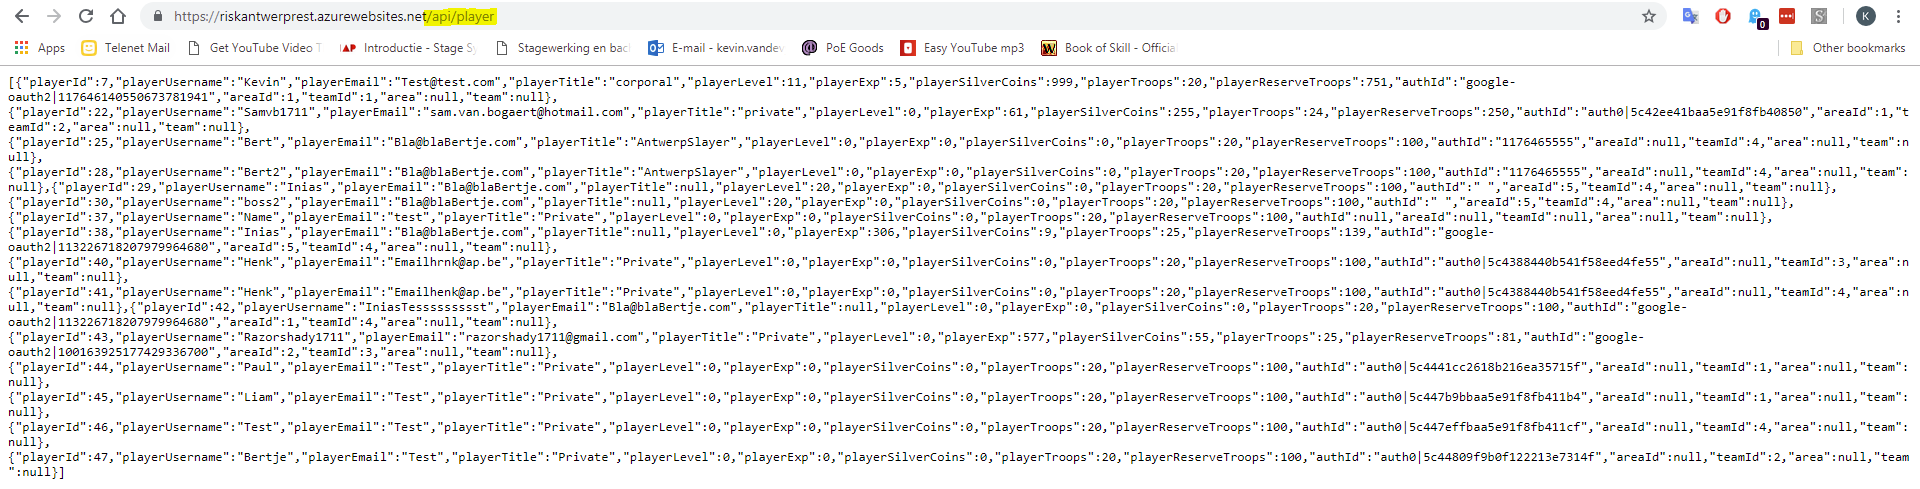 https://riskantwerprest.azurewebsites.net/api/player
0
K
Apps Telenet Mail Get YouTube Video T Introductie - Stage Sy Stagewerking en bac E-mail - kevin.vandev PoE Goods Easy YouTube mp3 Book of Skill - Officia Other bookmarks
[{"playerId":7,"playerUsername":"Kevin","playerEmail":"Test@test.com","playerTitle":"corporal","playerLevel":11,"playerExp":5,"playerSilverCoins":999,"playerTroops":20,"playerReserveTroops":751,"authId":"google-
oauth2|117646140550673781941","areaId":1,"teamId":1,"area":null,"team":null},
{"playerId":22,"playerUsername":"Samvb1711","playerEmail":"sam.van.bogaert@hotmail.com","playerTitle":"private","playerLevel":0,"playerExp":61,"playerSilverCoins":255,"playerTroops":24,"playerReserveTroops":250,"authId":"auth0|5c42ee41baa5e91f8fb40850","areaId":1,"t
eamId":2,"area":null,"team":null},
{"playerId":25,"playerUsername":"Bert","playerEmail":"Bla@blaBertje.com","playerTitle":"AntwerpSlayer","playerLevel":0,"playerExp":0,"playerSilverCoins":0,"playerTroops":20,"playerReserveTroops":100,"authId":"1176465555","areaId":null,"teamId":4,"area":null,"team":n
ull},
{"playerId":28,"playerUsername":"Bert2","playerEmail":"Bla@blaBertje.com","playerTitle":"AntwerpSlayer","playerLevel":0,"playerExp":0,"playerSilverCoins":0,"playerTroops":20,"playerReserveTroops":100,"authId":"1176465555","areaId":null,"teamId":4,"area":null,"team":
null},{"playerId":29,"playerUsername":"Inias","playerEmail":"Bla@blaBertje.com","playerTitle":null,"playerLevel":20,"playerExp":0,"playerSilverCoins":0,"playerTroops":20,"playerReserveTroops":100,"authId":" ","areaId":5,"teamId":4,"area":null,"team":null},
{"playerId":30,"playerUsername":"boss2","playerEmail":"Bla@blaBertje.com","playerTitle":null,"playerLevel":20,"playerExp":0,"playerSilverCoins":0,"playerTroops":20,"playerReserveTroops":100,"authId":" ","areaId":5,"teamId":4,"area":null,"team":null},
{"playerId":37,"playerUsername":"Name","playerEmail":"test","playerTitle":"Private","playerLevel":0,"playerExp":0,"playerSilverCoins":0,"playerTroops":20,"playerReserveTroops":100,"authId":null,"areaId":null,"teamId":null,"area":null,"team":null},
{"playerId":38,"playerUsername":"Inias","playerEmail":"Bla@blaBertje.com","playerTitle":null,"playerLevel":0,"playerExp":306,"playerSilverCoins":9,"playerTroops":25,"playerReserveTroops":139,"authId":"google-
oauth2|113226718207979964680","areaId":5,"teamId":4,"area":null,"team":null},
{"playerId":40,"playerUsername":"Henk","playerEmail":"Emailhrnk@ap.be","playerTitle":"Private","playerLevel":0,"playerExp":0,"playerSilverCoins":0,"playerTroops":20,"playerReserveTroops":100,"authId":"auth0|5c4388440b541f58eed4fe55","areaId":null,"teamId":3,"area":n
ull,"team":null},
{"playerId":41,"playerUsername":"Henk","playerEmail":"Emailhenk@ap.be","playerTitle":"Private","playerLevel":0,"playerExp":0,"playerSilverCoins":0,"playerTroops":20,"playerReserveTroops":100,"authId":"auth0|5c4388440b541f58eed4fe55","areaId":null,"teamId":4,"area":n
ull,"team":null},{"playerId":42,"playerUsername":"IniasTesssssssssst","playerEmail":"Bla@blaBertje.com","playerTitle":null,"playerLevel":0,"playerExp":0,"playerSilverCoins":0,"playerTroops":20,"playerReserveTroops":100,"authId":"google-
oauth2|113226718207979964680","areaId":1,"teamId":4,"area":null,"team":null},
{"playerId":43,"playerUsername":"Razorshady1711","playerEmail":"razorshady1711@gmail.com","playerTitle":"Private","playerLevel":0,"playerExp":577,"playerSilverCoins":55,"playerTroops":25,"playerReserveTroops":81,"authId":"google-
oauth2|100163925177429336700","areaId":2,"teamId":3,"area":null,"team":null},
{"playerId":44,"playerUsername":"Paul","playerEmail":"Test","playerTitle":"Private","playerLevel":0,"playerExp":0,"playerSilverCoins":0,"playerTroops":20,"playerReserveTroops":100,"authId":"auth0|5c4441cc2618b216ea35715f","areaId":null,"teamId":1,"area":null,"team":
null},
{"playerId":45,"playerUsername":"Liam","playerEmail":"Test","playerTitle":"Private","playerLevel":0,"playerExp":0,"playerSilverCoins":0,"playerTroops":20,"playerReserveTroops":100,"authId":"auth0|5c447b9bbaa5e91f8fb411b4","areaId":null,"teamId":1,"area":null,"team":
null},
{"playerId":46,"playerUsername":"Test","playerEmail":"Test","playerTitle":"Private","playerLevel":0,"playerExp":0,"playerSilverCoins":0,"playerTroops":20,"playerReserveTroops":100,"authId":"auth0|5c447effbaa5e91f8fb411cf","areaId":null,"teamId":4,"area":null,"team":
null},
{"playerId":47,"playerUsername":"Bertje","playerEmail":"Test","playerTitle":"Private","playerLevel":0,"playerExp":0,"playerSilverCoins":0,"playerTroops":20,"playerReserveTroops":100,"authId":"auth0|5c44809f9b0f122213e7314f","areaId":null,"teamId":2,"area":null,"team
":null}]